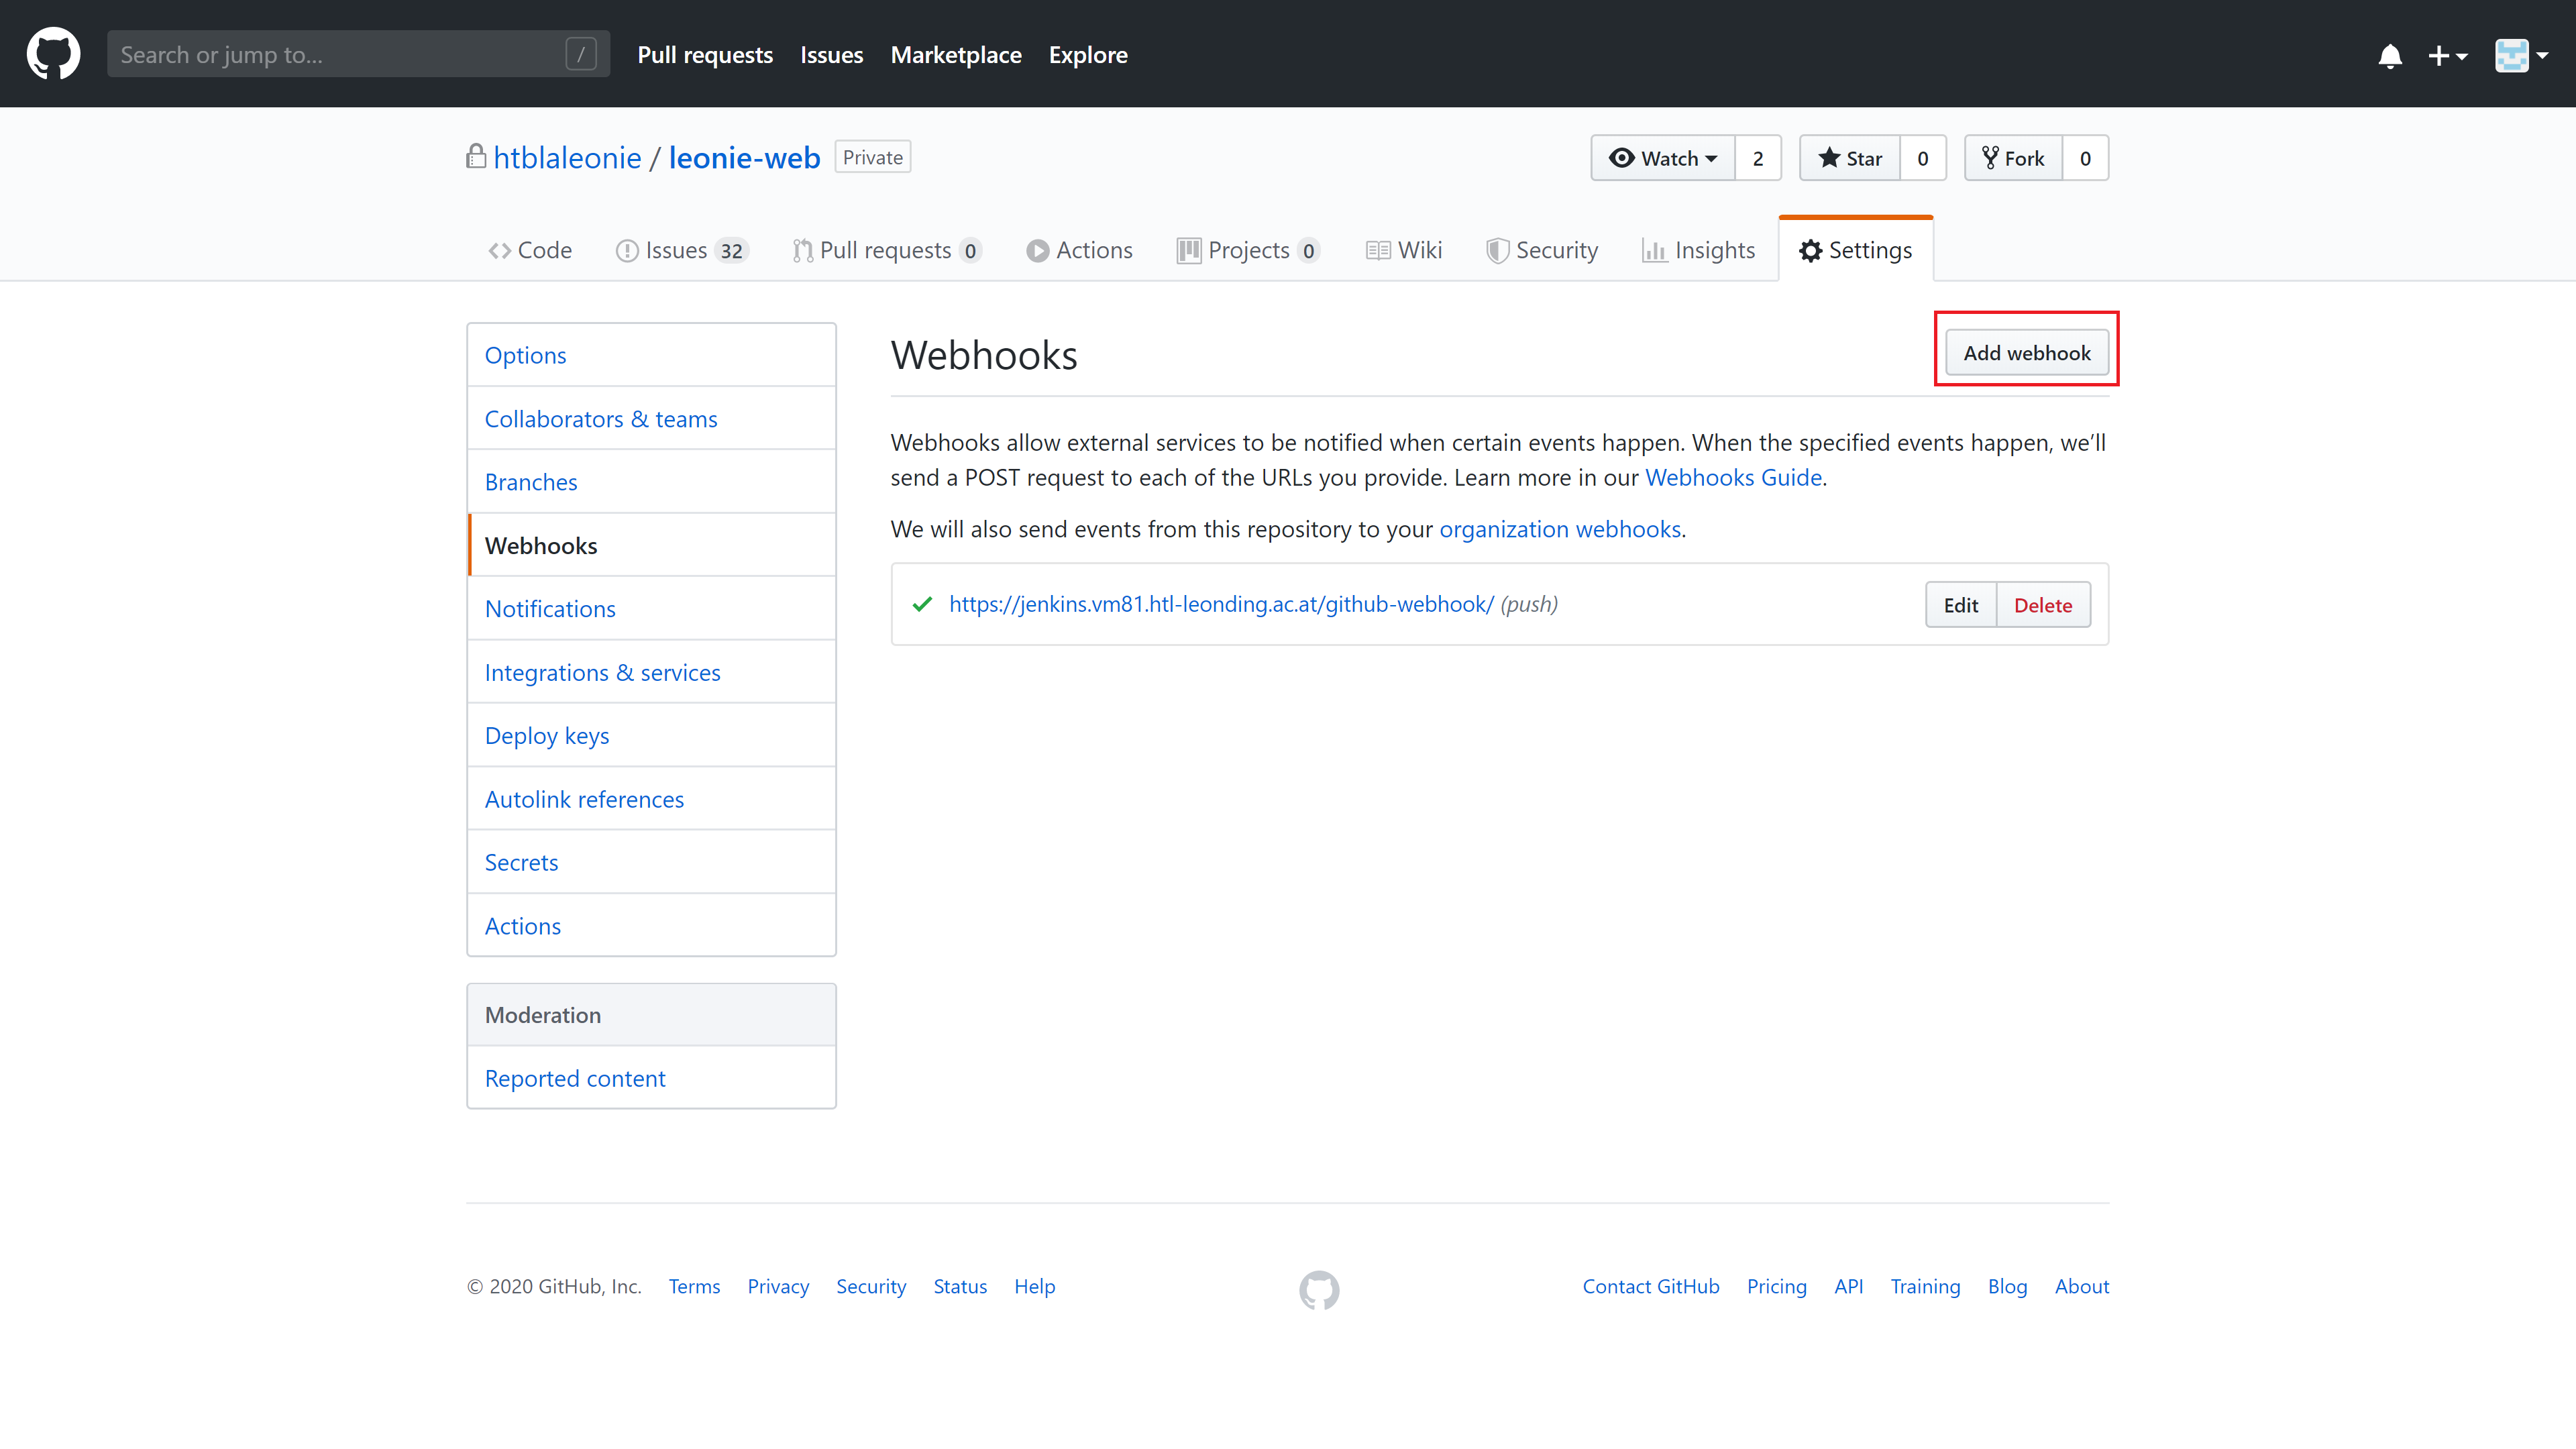 Search or jump to... /
Pull requests Issues Marketplace Explore
htblaleonie / leonie-web Private
Watch 2 Star 0 Fork 0
Code Issues 32 Pull requests 0 Actions Projects 0 Wiki Security Insights Settings
Options
Collaborators & teams
Branches
Webhooks
Notifications
Integrations & services
Deploy keys
Autolink references
Secrets
Actions
Moderation
Reported content
Webhooks
Add webhook
Webhooks allow external services to be notified when certain events happen. When the specified events happen, we’ll
send a POST request to each of the URLs you provide. Learn more in our Webhooks Guide.
We will also send events from this repository to your organization webhooks.
https://jenkins.vm81.htl-leonding.ac.at/github-webhook/ (push)
Edit Delete
© 2020 GitHub, Inc. Terms Privacy Security Status Help
Contact GitHub Pricing API Training Blog About